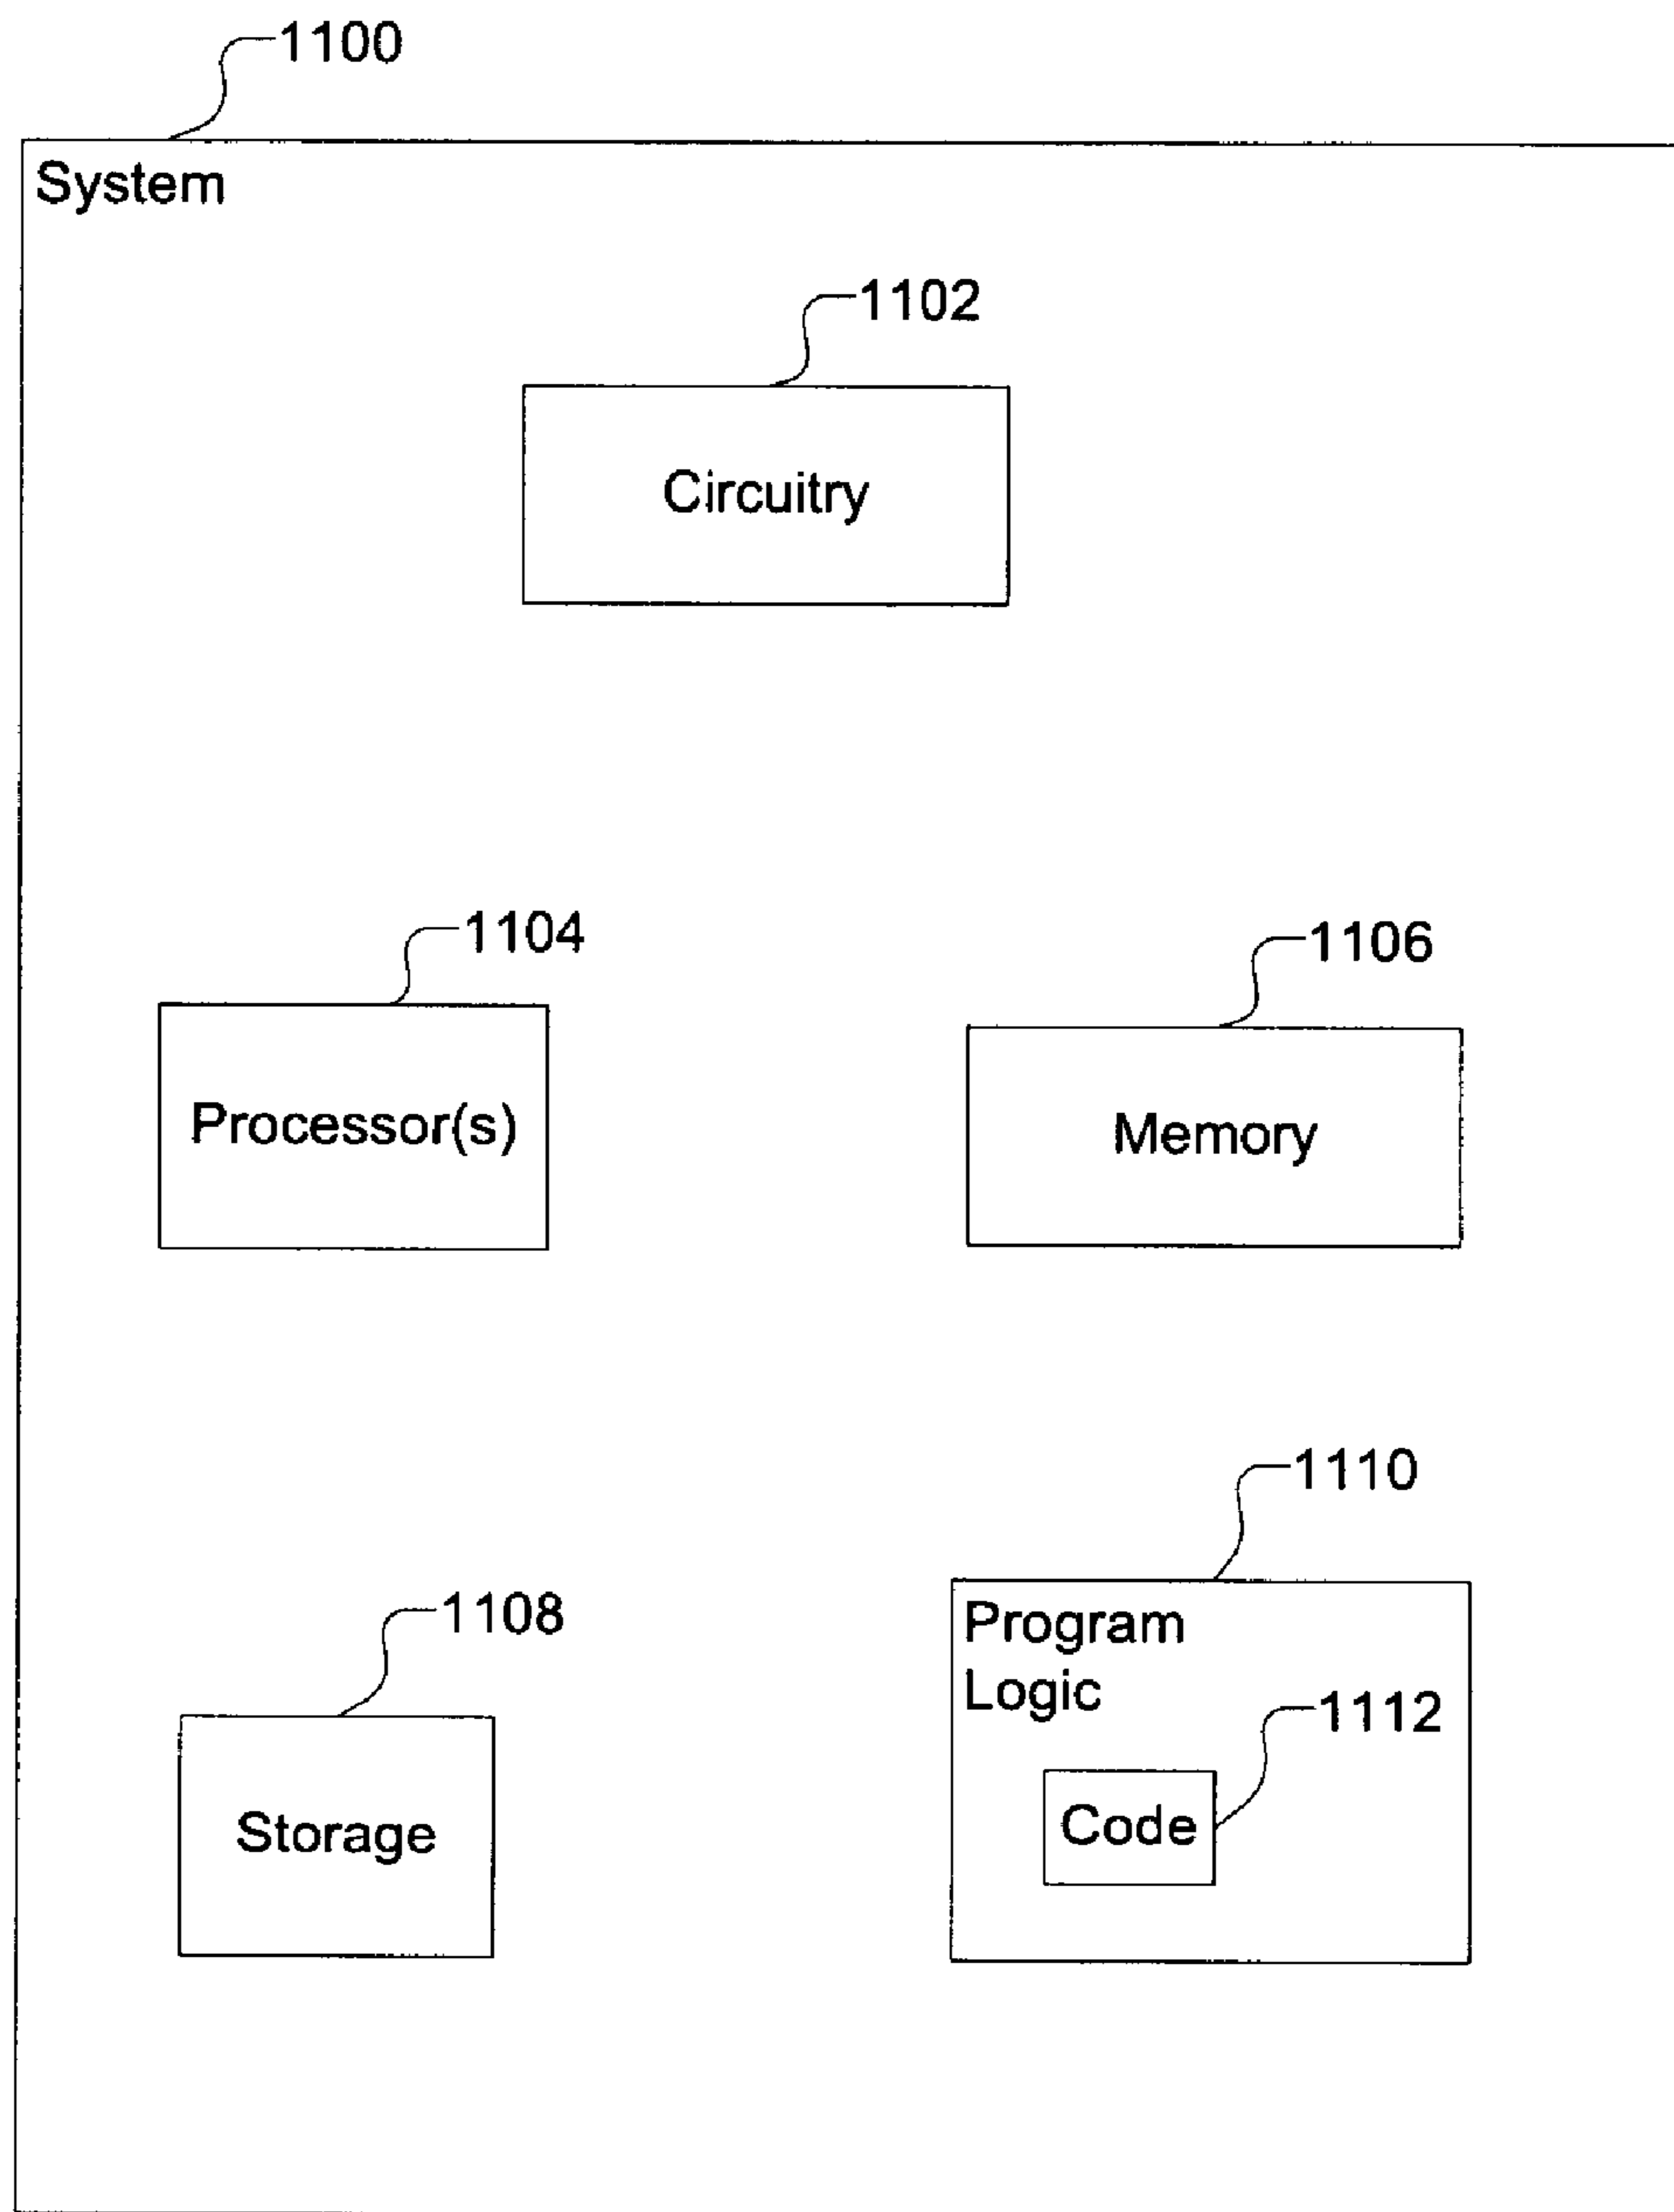 1100
System
1102
Circuitry
1104
1106
Processor(s)
Memory
1110
1108
Program
Logic
1112
Storage
Code